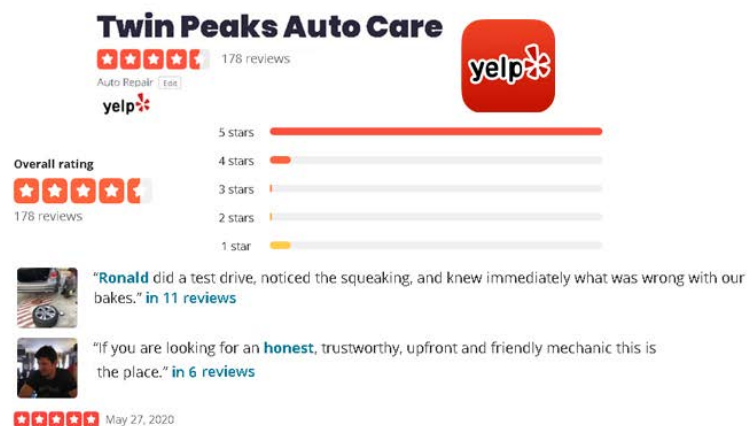 Twin Peaks Auto Care
178 reviews
Auto Repair Edit
yelp
yelp
5 stars
4 stars
3 stars
2 stars
1 star
Overall rating
178 reviews
“Ronald did a test drive, noticed the squeaking, and knew immediately what was wrong with our
bakes.” in 11 reviews
“If you are looking for an honest, trustworthy, upfront and friendly mechanic this is
the place.” in 6 reviews
May 27, 2020